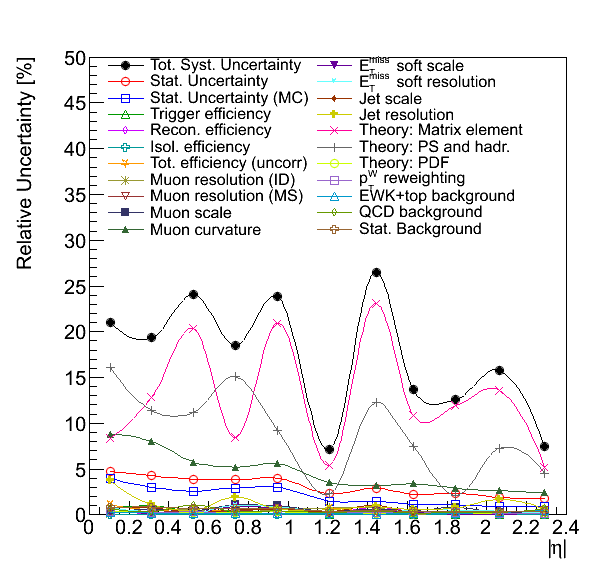 Relative Uncertainty [%]
50
45
40
35
30
25
20
15
10
5
0
Tot. Syst. Uncertainty
Stat. Uncertainty
Stat. Uncertainty (MC)
Trigger efficiency
Recon. efficiency
Isol. efficiency
Tot. efficiency (uncorr)
Muon resolution (ID)
Muon resolution (MS)
Muon scale
Muon curvature
E_T^miss soft scale
E_T^miss soft resolution
Jet scale
Jet resolution
Theory: Matrix element
Theory: PS and hadr.
Theory: PDF
p_T^W reweighting
EWK+top background
QCD background
Stat. Background
0 0.2 0.4 0.6 0.8 1 1.2 1.4 1.6 1.8 2 2.2 2.4
|η|